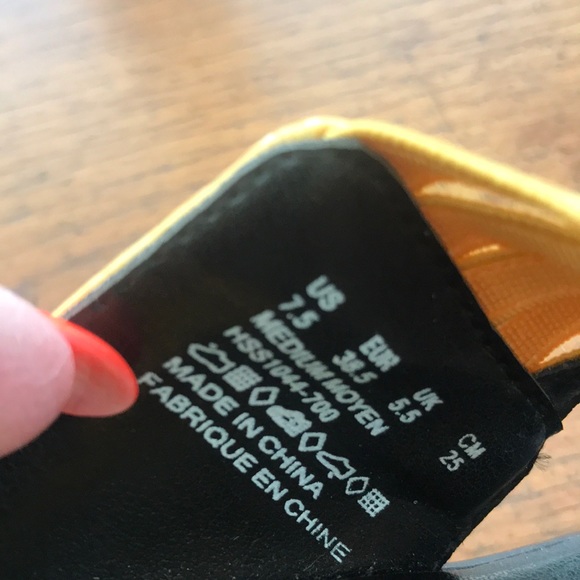 US EUR UK CM
7.5 38.5 5.5 25
MEDIUM MOYEN
HSS1044-700
MADE IN CHINA
FABRIQUE EN CHINE